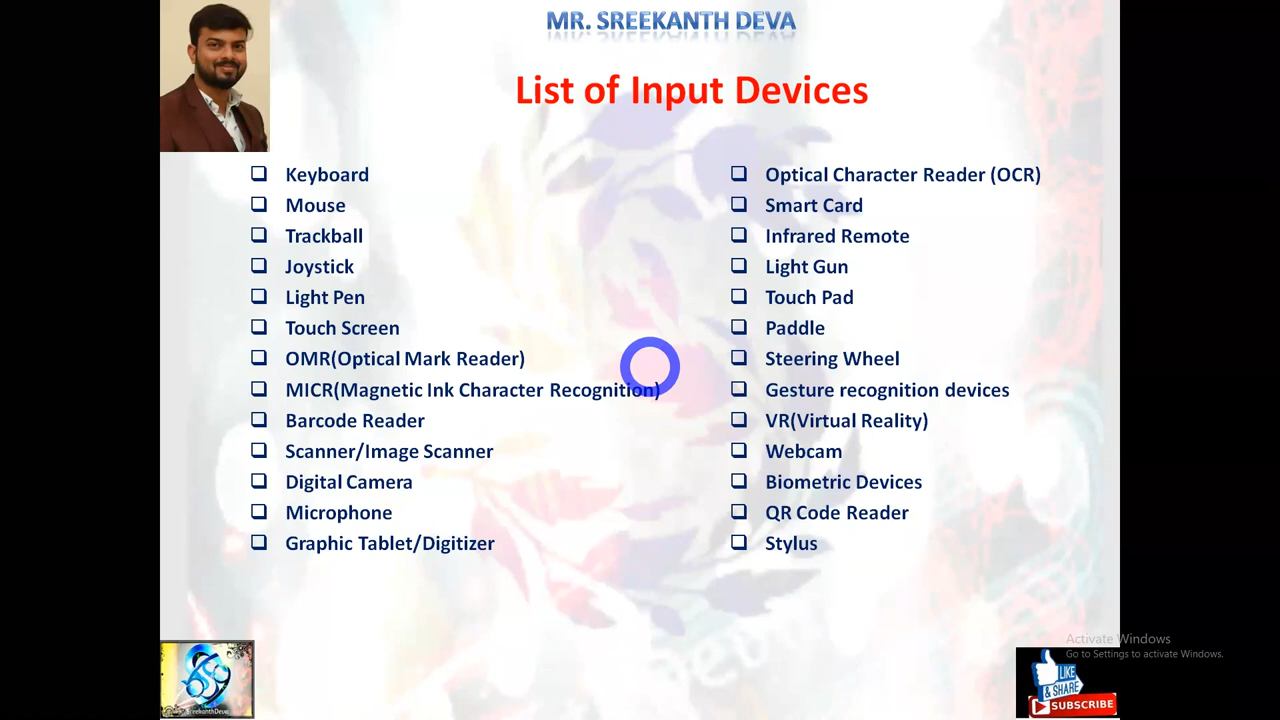 MR. SREEKANTH DEVA
List of Input Devices
Keyboard
Mouse
Trackball
Joystick
Light Pen
Touch Screen
OMR(Optical Mark Reader)
MICR(Magnetic Ink Character Recognition)
Barcode Reader
Scanner/Image Scanner
Digital Camera
Microphone
Graphic Tablet/Digitizer
Optical Character Reader (OCR)
Smart Card
Infrared Remote
Light Gun
Touch Pad
Paddle
Steering Wheel
Gesture recognition devices
VR(Virtual Reality)
Webcam
Biometric Devices
QR Code Reader
Stylus
SreekanthDeva
Activate Windows
Go to Settings to activate Windows.
LIKE
& SHARE
SUBSCRIBE